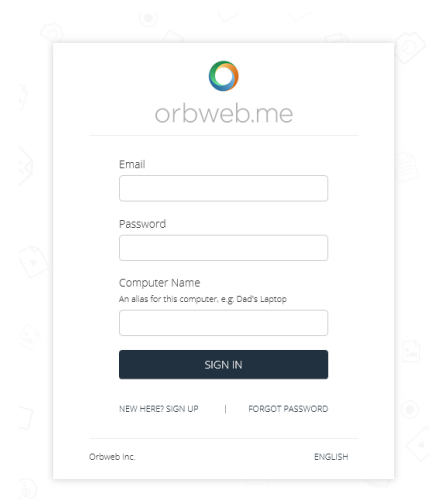 orbweb.me
Email
Password
Computer Name
An alias for this computer, e.g. Dad's Laptop
SIGN IN
NEW HERE? SIGN UP | FORGOT PASSWORD
Orbweb Inc. ENGLISH